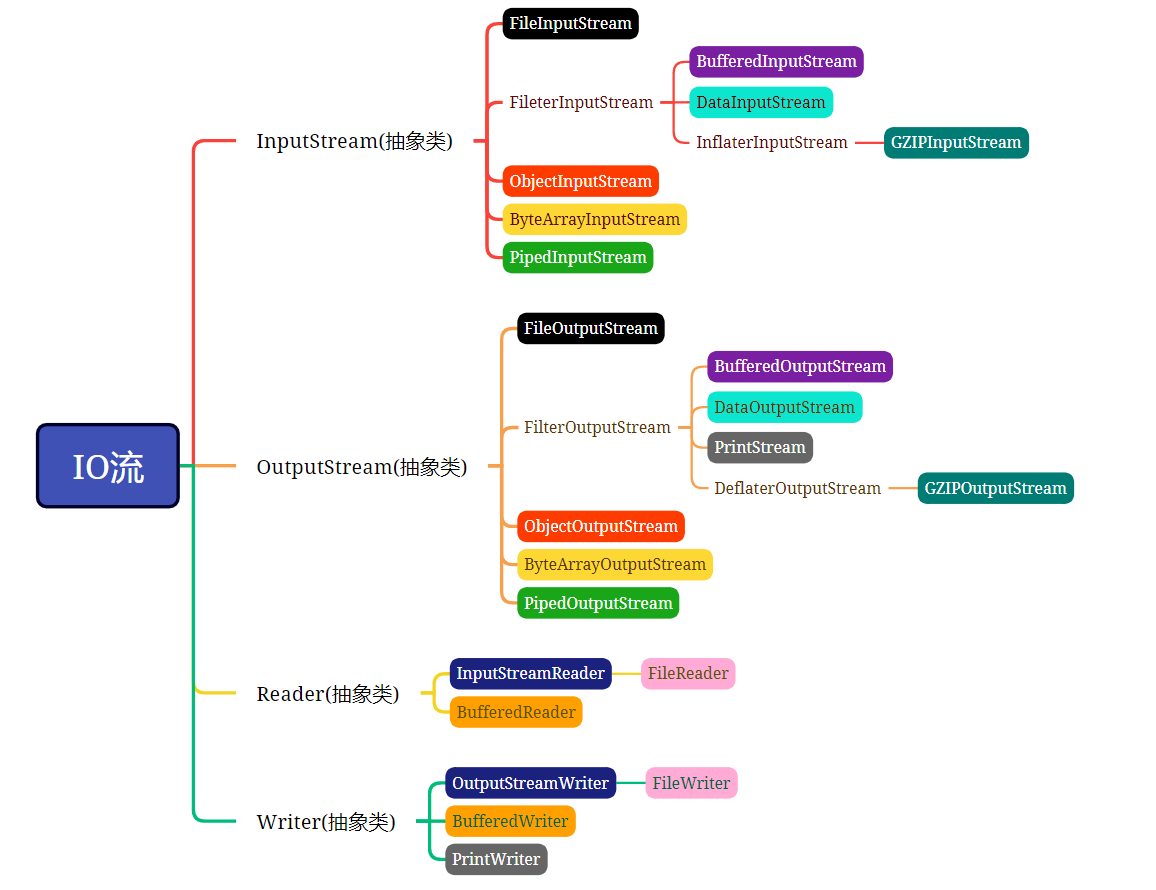 IO流
InputStream(抽象类)
FileInputStream
FileterInputStream
BufferedInputStream
DataInputStream
InflaterInputStream
GZIPInputStream
ObjectInputStream
ByteArrayInputStream
PipedInputStream
OutputStream(抽象类)
FileOutputStream
FilterOutputStream
BufferedOutputStream
DataOutputStream
PrintStream
DeflaterOutputStream
GZIPOutputStream
ObjectOutputStream
ByteArrayOutputStream
PipedOutputStream
Reader(抽象类)
InputStreamReader
FileReader
BufferedReader
Writer(抽象类)
OutputStreamWriter
FileWriter
BufferedWriter
PrintWriter